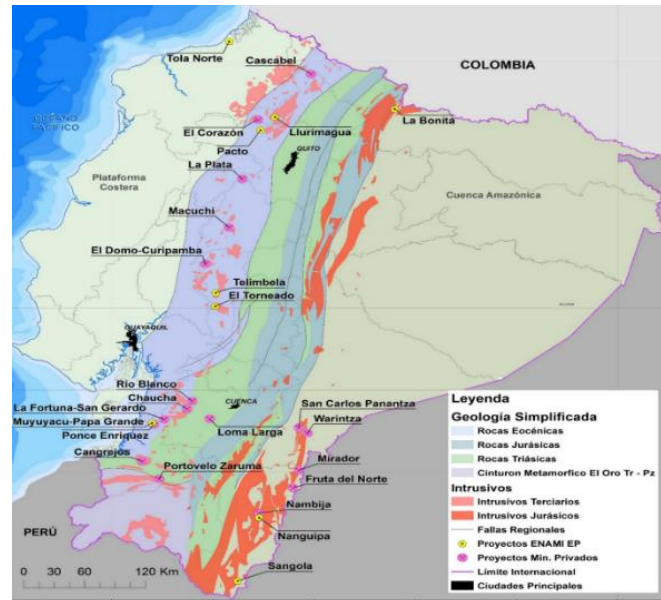 Tola Norte
Cascabel
COLOMBIA
OCEANO
PACIFICO
La Bonita
El Corazón
Llurimagua
Pacto
QUITO
La Plata
Plataforma
Costera
Cuenca Amazónica
Macuchi
El Domo-Curipamba
Telimbela
El Torneado
GUAYAQUIL
Río Blanco
Chaucha
CUENCA
San Carlos Panantza
La Fortuna-San Gerardo
Warintza
Muyuyacu-Papa Grande
Ponce Enriquez
Loma Larga
Cangrejos
Mirador
Portovelo Zaruma
Fruta del Norte
Nambija
PERÚ
Nanguipa
Sangola
0 30 60 120 Km
Leyenda
Geología Simplificada
Rocas Eocénicas
Rocas Jurásicas
Rocas Triásicas
Cinturon Metamorfico El Oro Tr - Pz
Intrusivos
Intrusivos Terciarios
Intrusivos Jurásicos
Fallas Regionales
Proyectos ENAMI EP
Proyectos Min. Privados
Límite Internacional
Ciudades Principales